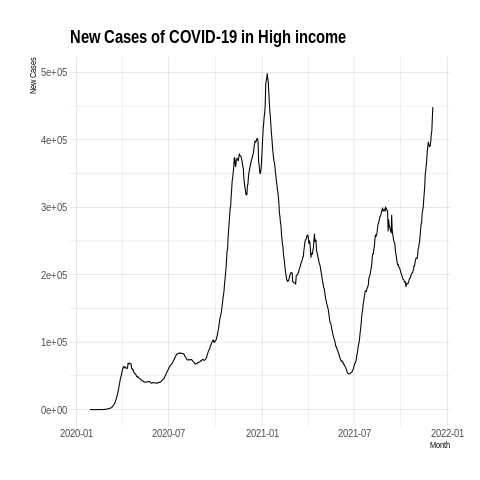 New Cases of COVID-19 in High income
New Cases
5e+05
4e+05
3e+05
2e+05
1e+05
0e+00
2020-01 2020-07 2021-01 2021-07 2022-01
Month